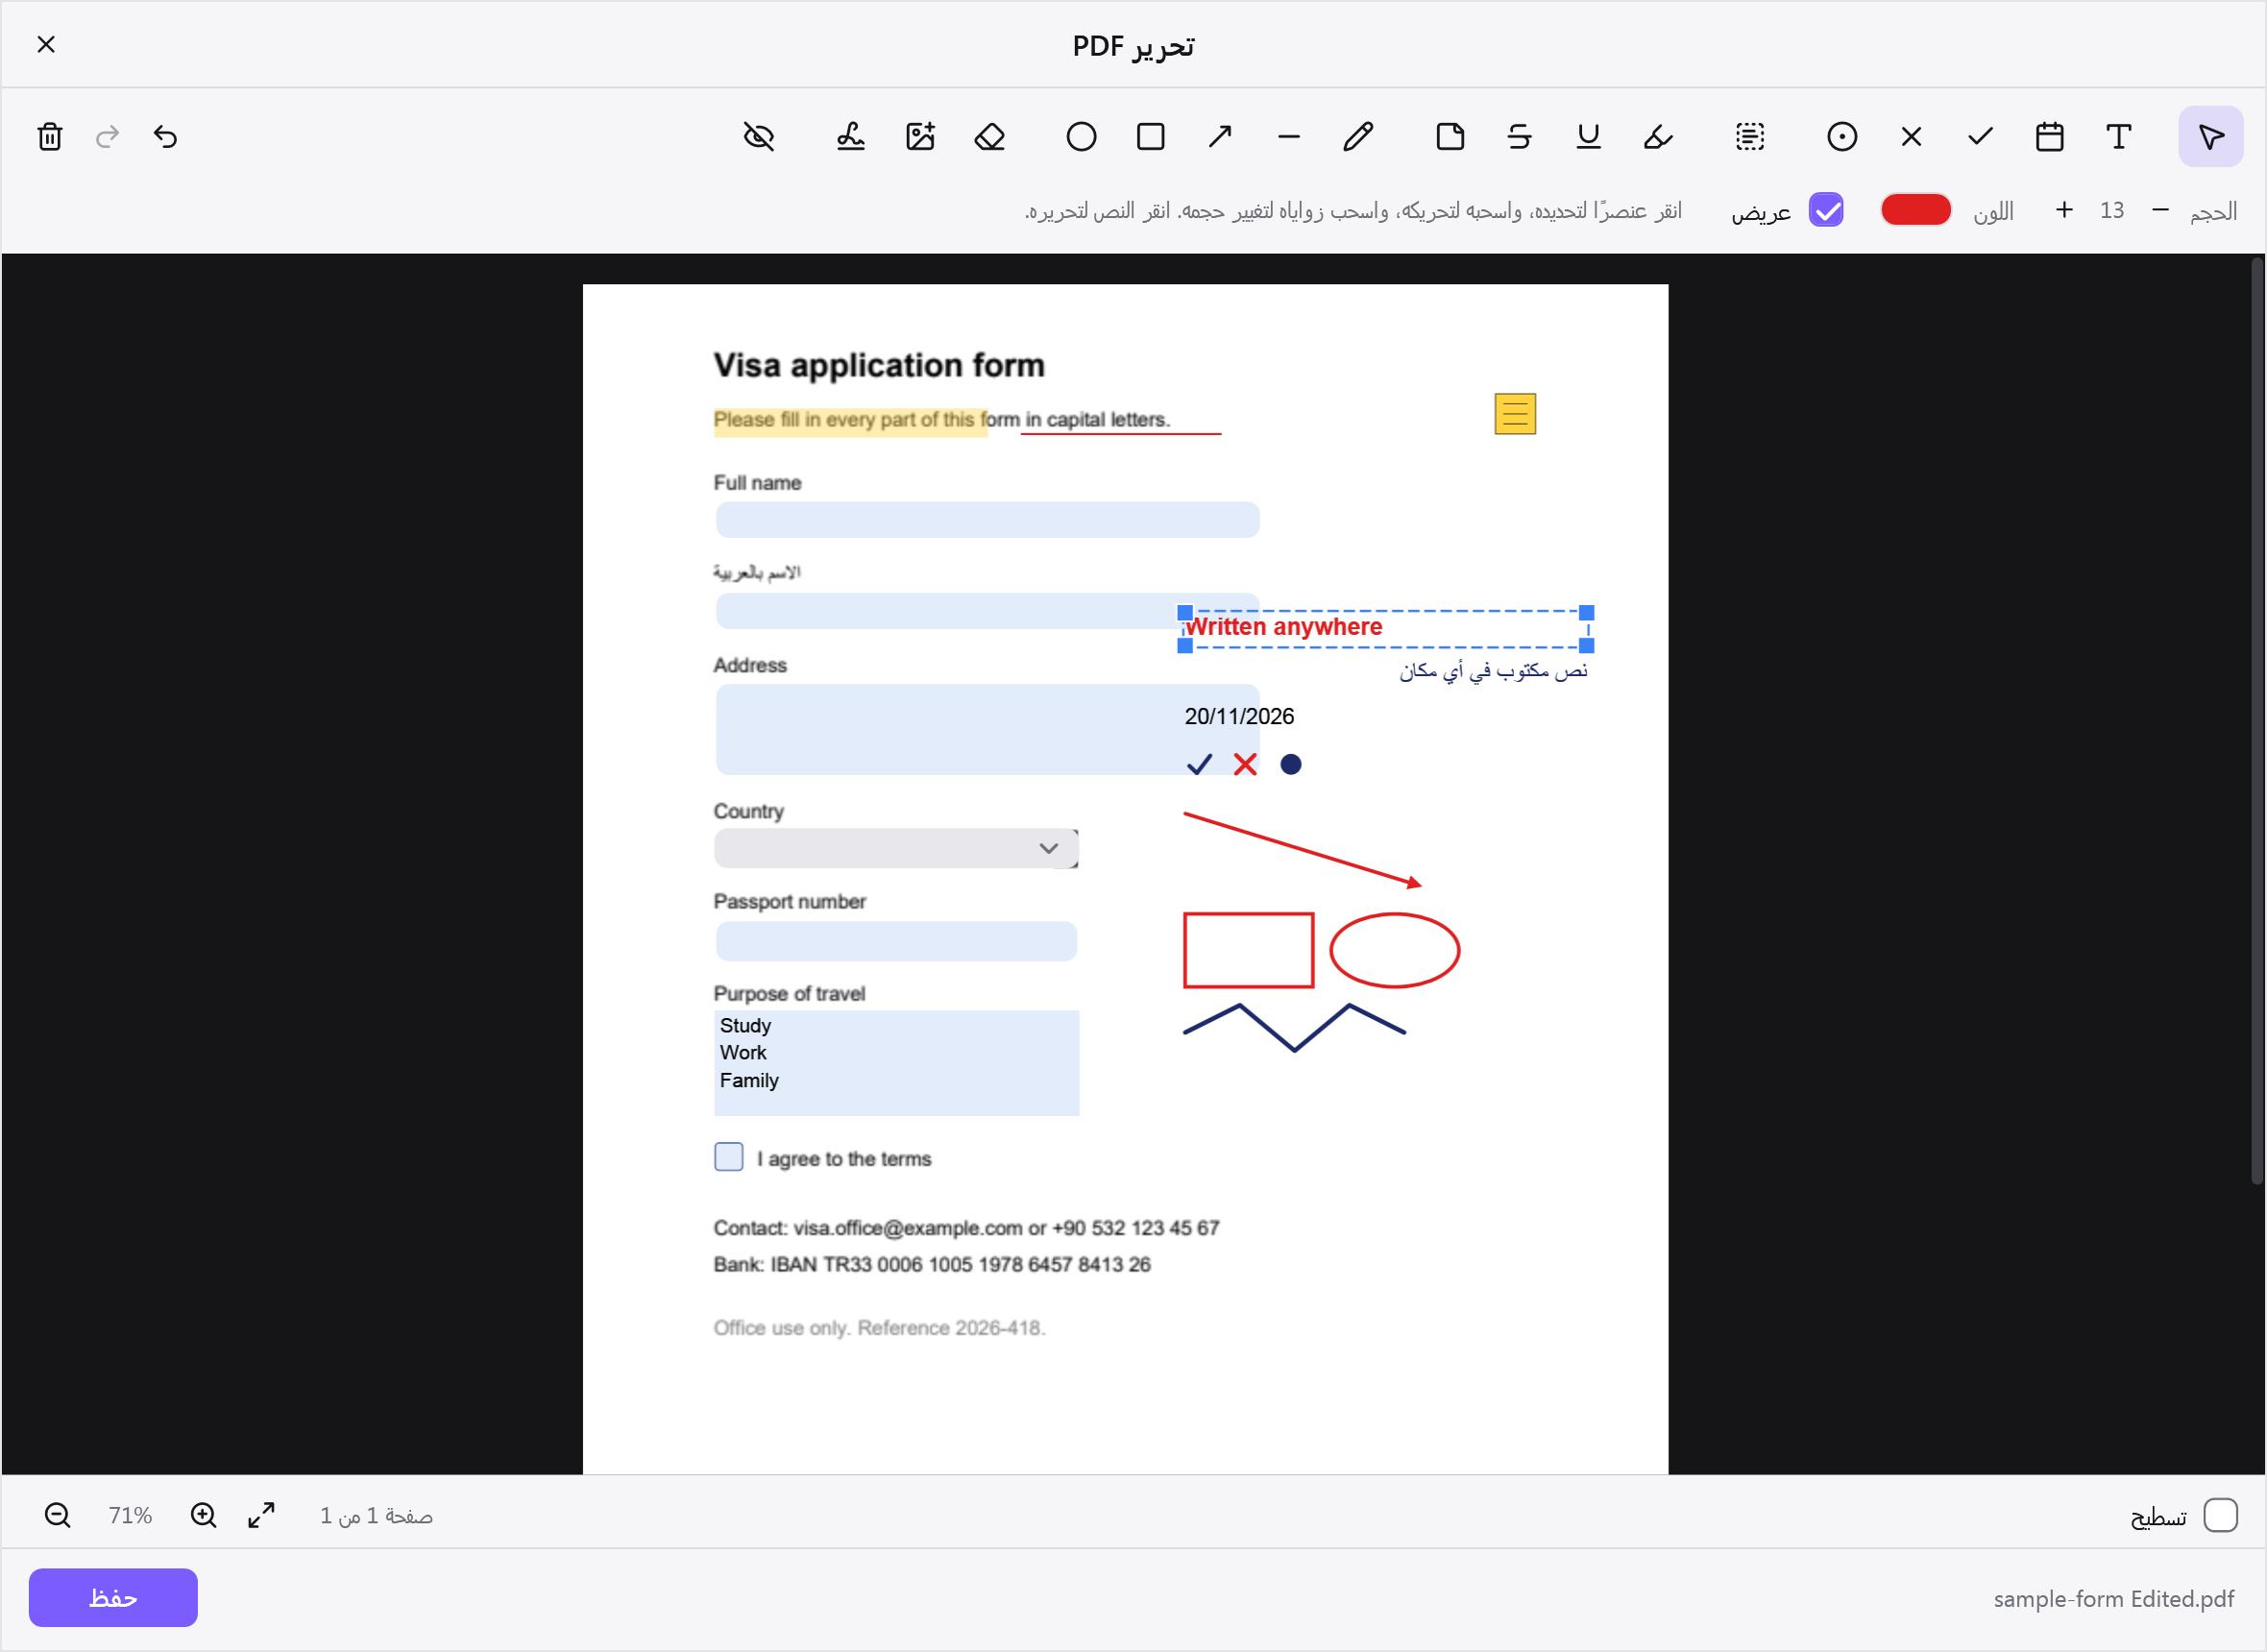 تحرير PDF
الحجم
13
اللون
عريض
انقر عنصرًا لتحديده، واسحبه لتحريكه، واسحب زواياه لتغيير حجمه. انقر النص لتحريره.
Visa application form
Please fill in every part of this form in capital letters.
Full name
الاسم بالعربية
Written anywhere
نص مكتوب في أي مكان
Address
20/11/2026
Country
Passport number
Purpose of travel
Study
Work
Family
I agree to the terms
Contact: visa.office@example.com or +90 532 123 45 67
Bank: IBAN TR33 0006 1005 1978 6457 8413 26
Office use only. Reference 2026-418.
تسطيح
صفحة 1 من 1
71%
sample-form Edited.pdf
حفظ